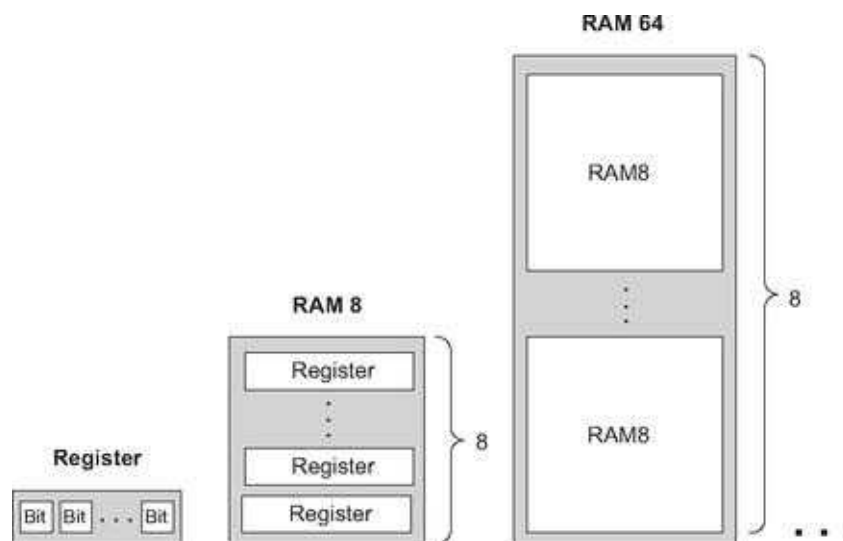 RAM 64
RAM8
8
RAM8
RAM 8
Register
Register
Register
8
Register
Bit Bit ... Bit